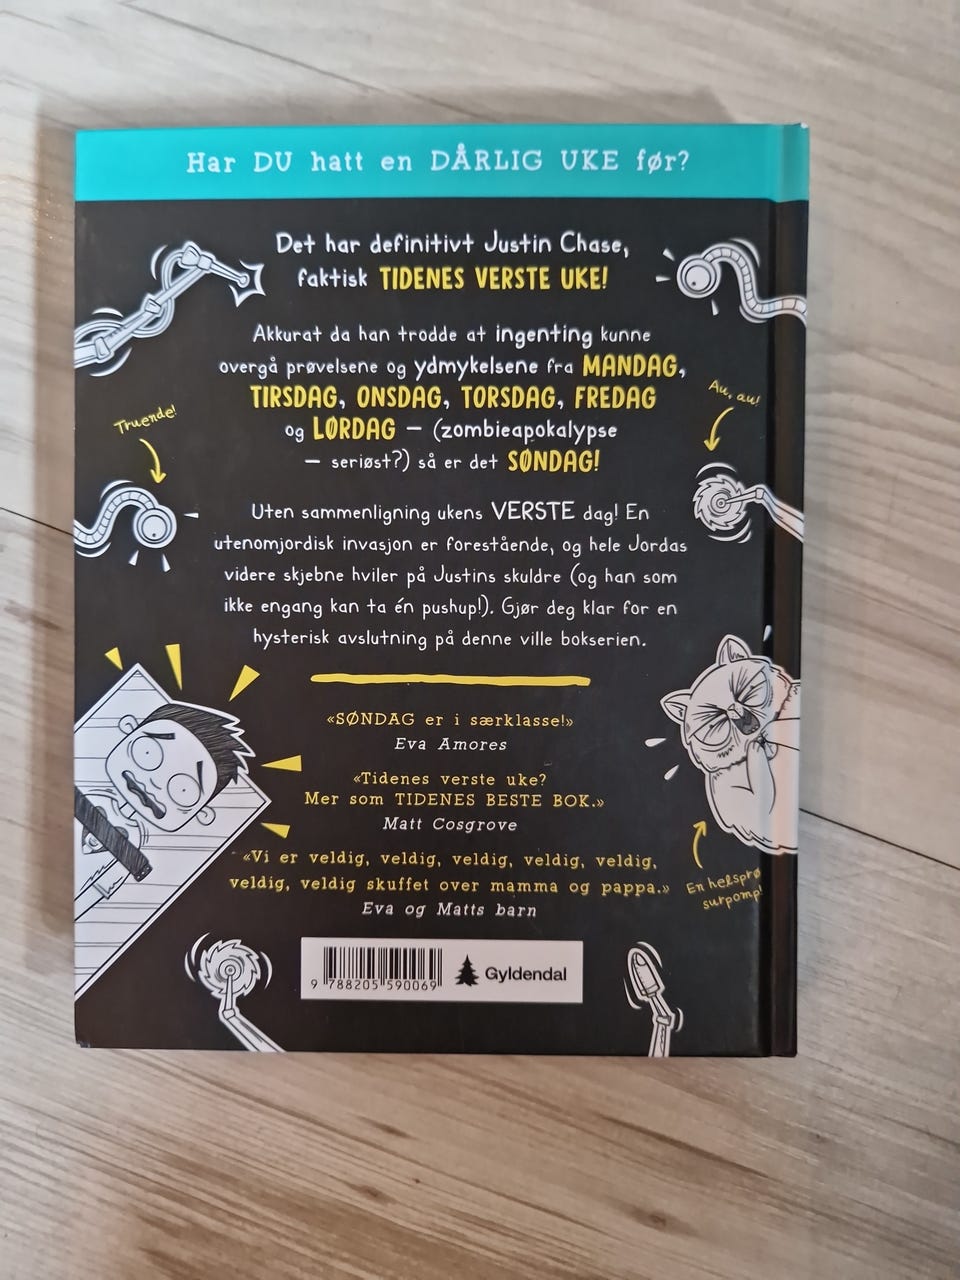 Har DU hatt en DÅRLIG UKE før?
Det har definitivt Justin Chase,
faktisk TIDENES VERSTE UKE!
Akkurat da han trodde at ingenting kunne
overgå prøvelsene og ydmykelsene fra MANDAG,
TIRSDAG, ONSDAG, TORSDAG, FREDAG
og LØRDAG – (zombieapokalypse
– seriøst?) så er det SØNDAG!
Truende!
Au, au!
Uten sammenligning ukens VERSTE dag! En
utenomjordisk invasjon er forestående, og hele Jordas
videre skjebne hviler på Justins skuldre (og han som
ikke engang kan ta én pushup!). Gjør deg klar for en
hysterisk avslutning på denne ville bokserien.
«SØNDAG er i særklasse!»
Eva Amores
«Tidenes verste uke?
Mer som TIDENES BESTE BOK.»
Matt Cosgrove
«Vi er veldig, veldig, veldig, veldig, veldig,
veldig, veldig skuffet over mamma og pappa.»
Eva og Matts barn
En helsprø
surpomp!
9 788205 590069
Gyldendal